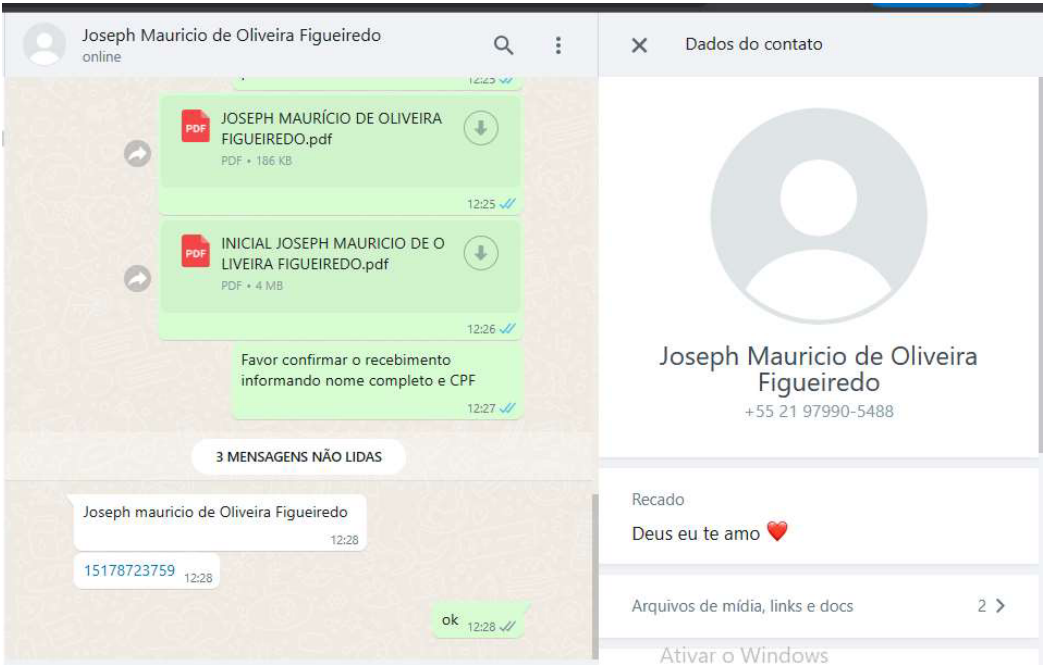 Joseph Mauricio de Oliveira Figueiredo
online
12:25
PDF
JOSEPH MAURÍCIO DE OLIVEIRA
FIGUEIREDO.pdf
PDF • 186 KB
12:25
PDF
INICIAL JOSEPH MAURICIO DE O
LIVEIRA FIGUEIREDO.pdf
PDF • 4 MB
12:26
Favor confirmar o recebimento
informando nome completo e CPF
12:27
3 MENSAGENS NÃO LIDAS
Joseph mauricio de Oliveira Figueiredo
12:28
15178723759 12:28
ok 12:28
Dados do contato
Joseph Mauricio de Oliveira
Figueiredo
+55 21 97990-5488
Recado
Deus eu te amo ❤️
Arquivos de mídia, links e docs 2
Ativar o Windows